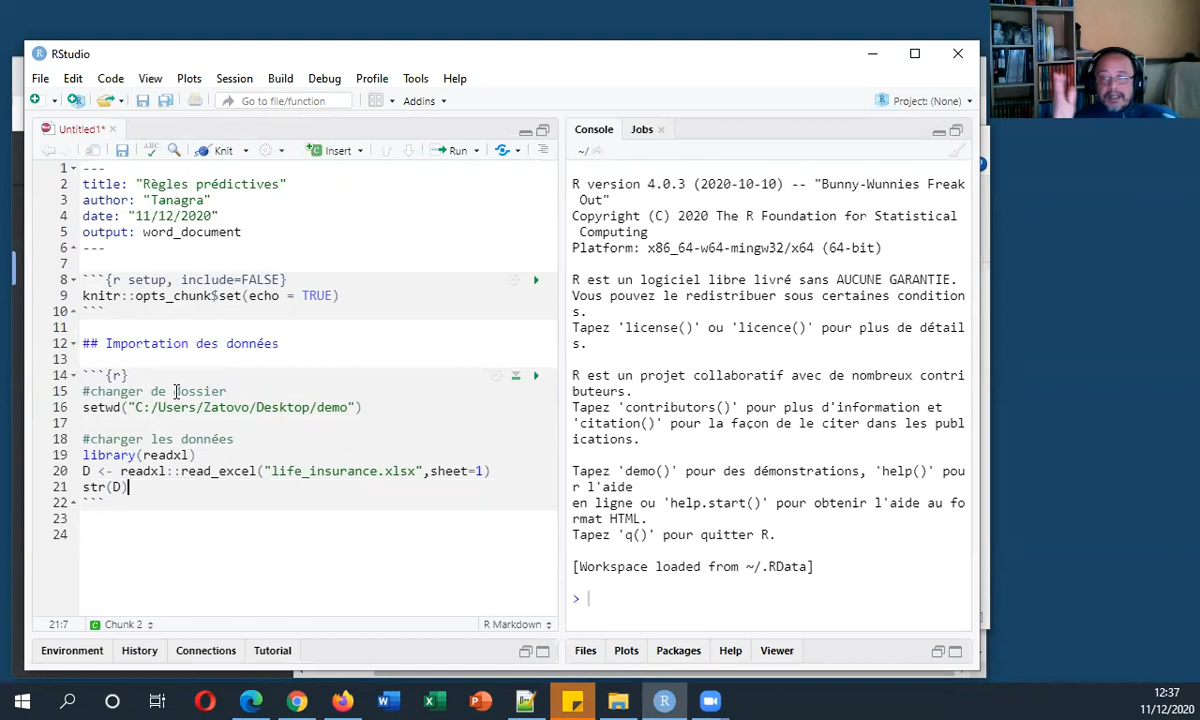 RStudio
File Edit Code View Plots Session Build Debug Profile Tools Help
Go to file/function Addins Project: (None)
Untitled1*
ABC Knit Insert Run
1 ---
2 title: "Règles prédictives"
3 author: "Tanagra"
4 date: "11/12/2020"
5 output: word_document
6 ---
7
8 ```{r setup, include=FALSE}
9 knitr::opts_chunk$set(echo = TRUE)
10 ```
11
12 ## Importation des données
13
14 ```{r}
15 #changer de dossier
16 setwd("C:/Users/Zatovo/Desktop/demo")
17
18 #charger les données
19 library(readxl)
20 D <- readxl::read_excel("life_insurance.xlsx",sheet=1)
21 str(D)
22 ```
23
24
21:7 Chunk 2 R Markdown
Environment History Connections Tutorial
Console Jobs
~/
R version 4.0.3 (2020-10-10) -- "Bunny-Wunnies Freak
Out"
Copyright (C) 2020 The R Foundation for Statistical
Computing
Platform: x86_64-w64-mingw32/x64 (64-bit)
R est un logiciel libre livré sans AUCUNE GARANTIE.
Vous pouvez le redistribuer sous certaines condition
s.
Tapez 'license()' ou 'licence()' pour plus de détail
s.
R est un projet collaboratif avec de nombreux contri
buteurs.
Tapez 'contributors()' pour plus d'information et
'citation()' pour la façon de le citer dans les publ
ications.
Tapez 'demo()' pour des démonstrations, 'help()' pou
r l'aide
en ligne ou 'help.start()' pour obtenir l'aide au fo
rmat HTML.
Tapez 'q()' pour quitter R.
[Workspace loaded from ~/.RData]
>
Files Plots Packages Help Viewer
12:37
11/12/2020